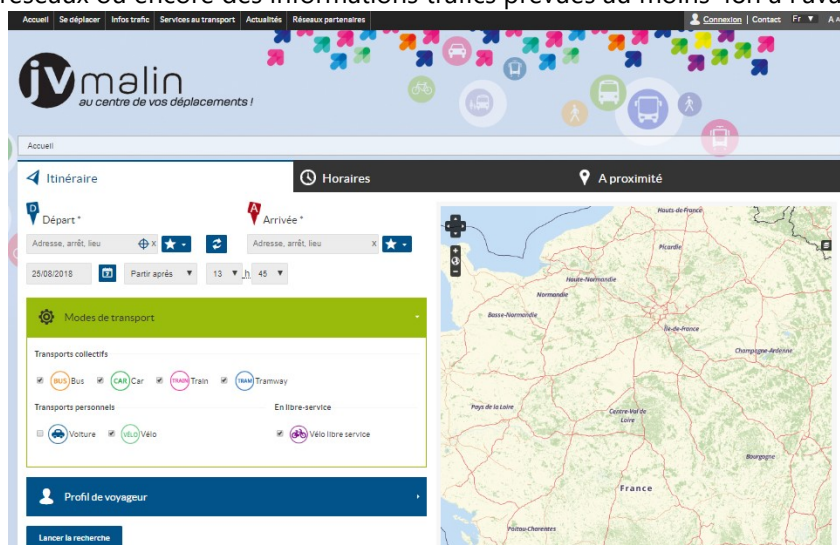 réseaux ou encore des informations trafics prévues au moins
Accueil Se déplacer Infos trafic Services au transport Actualités Réseaux partenaires Connexion | Contact Fr ▼
jvmalin
au centre de vos déplacements !
Accueil
Itinéraire Horaires A proximité
D A
Départ * Arrivée *
Adresse, arrêt, lieu x Adresse, arrêt, lieu x
25/08/2018 7 Partir aprés ▼ 13 ▼ h 45 ▼
Modes de transport
Transports collectifs
BUS Bus CAR Car TRAIN Train TRAM Tramway
Transports personnels En libre-service
Voiture VÉLO Vélo Vélo libre service
Profil de voyageur
Lancer la recherche
Hauts-de-France
Picardie
Haute-Normandie
Normandie
Basse-Normandie
Île-de-France
Champagne-Ardenne
Pays de la Loire
Centre-Val de
Loire
Bourgogne
France
Poitou-Charentes